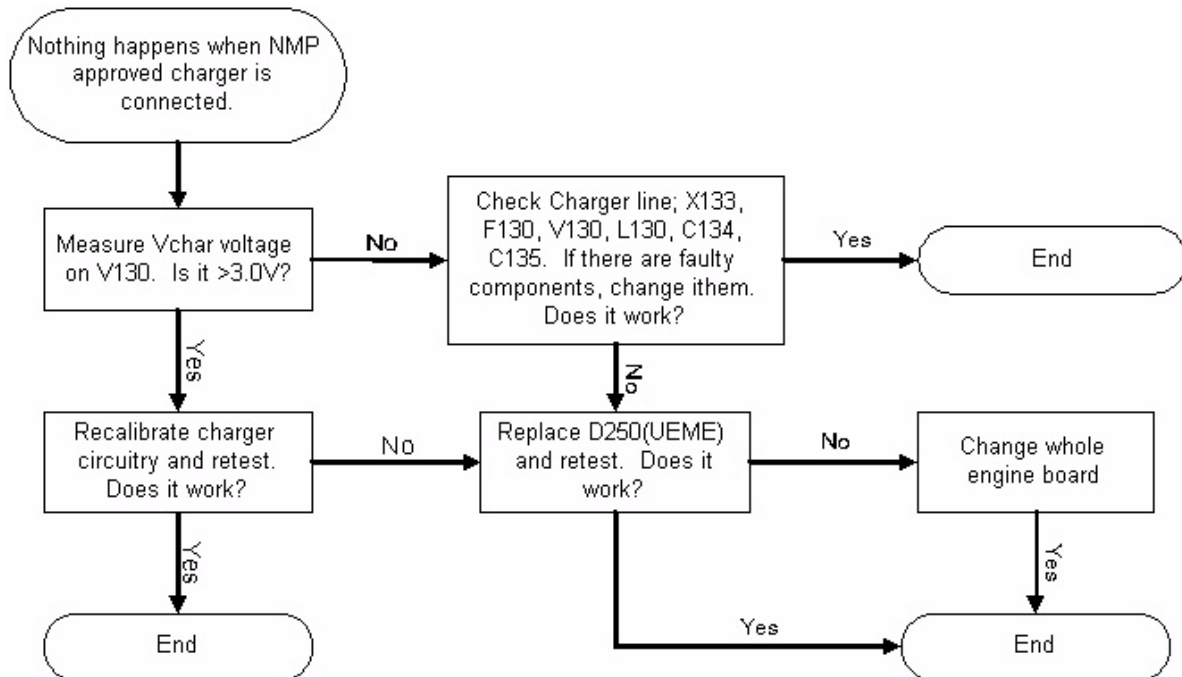 Nothing happens when NMP
approved charger is
connected.
Measure Vchar voltage
on V130. Is it >3.0V?
No
Check Charger line; X133,
F130, V130, L130, C134,
C135. If there are faulty
components, change ithem.
Does it work?
Yes
End
Yes
No
Recalibrate charger
circuitry and retest.
Does it work?
No
Replace D250(UEME)
and retest. Does it
work?
No
Change whole
engine board
Yes
Yes
Yes
End
End